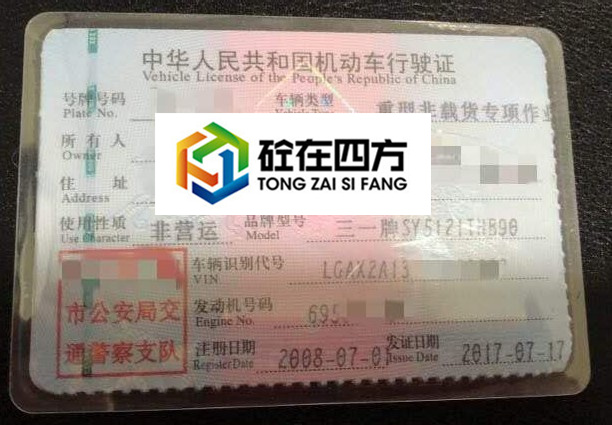 中华人民共和国机动车行驶证
Vehicle License of the People's Republic of China
号牌号码 车辆类型 重型非载货专项作业
Plate No. Vehicle Type
所有人
Owner
砼在四方
TONG ZAI SI FANG
住址
Address
使用性质 非营运 品牌型号 三一牌SY5121THB90
Use Character Model
车辆识别代号 LGAX2A13
VIN
发动机号码 695
Engine No.
市公安局交
通警察支队
注册日期 2008-07-0 发证日期 2017-07-17
Register Date Issue Date